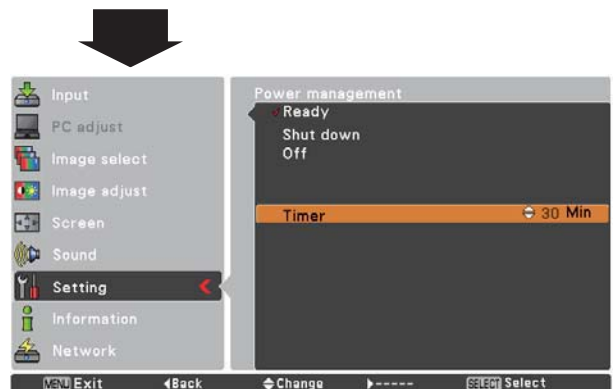 Input
PC adjust
Image select
Image adjust
Screen
Sound
Setting
Information
Network
Power management
Ready
Shut down
Off
Timer 30 Min
MENU Exit Back Change ----- SELECT Select